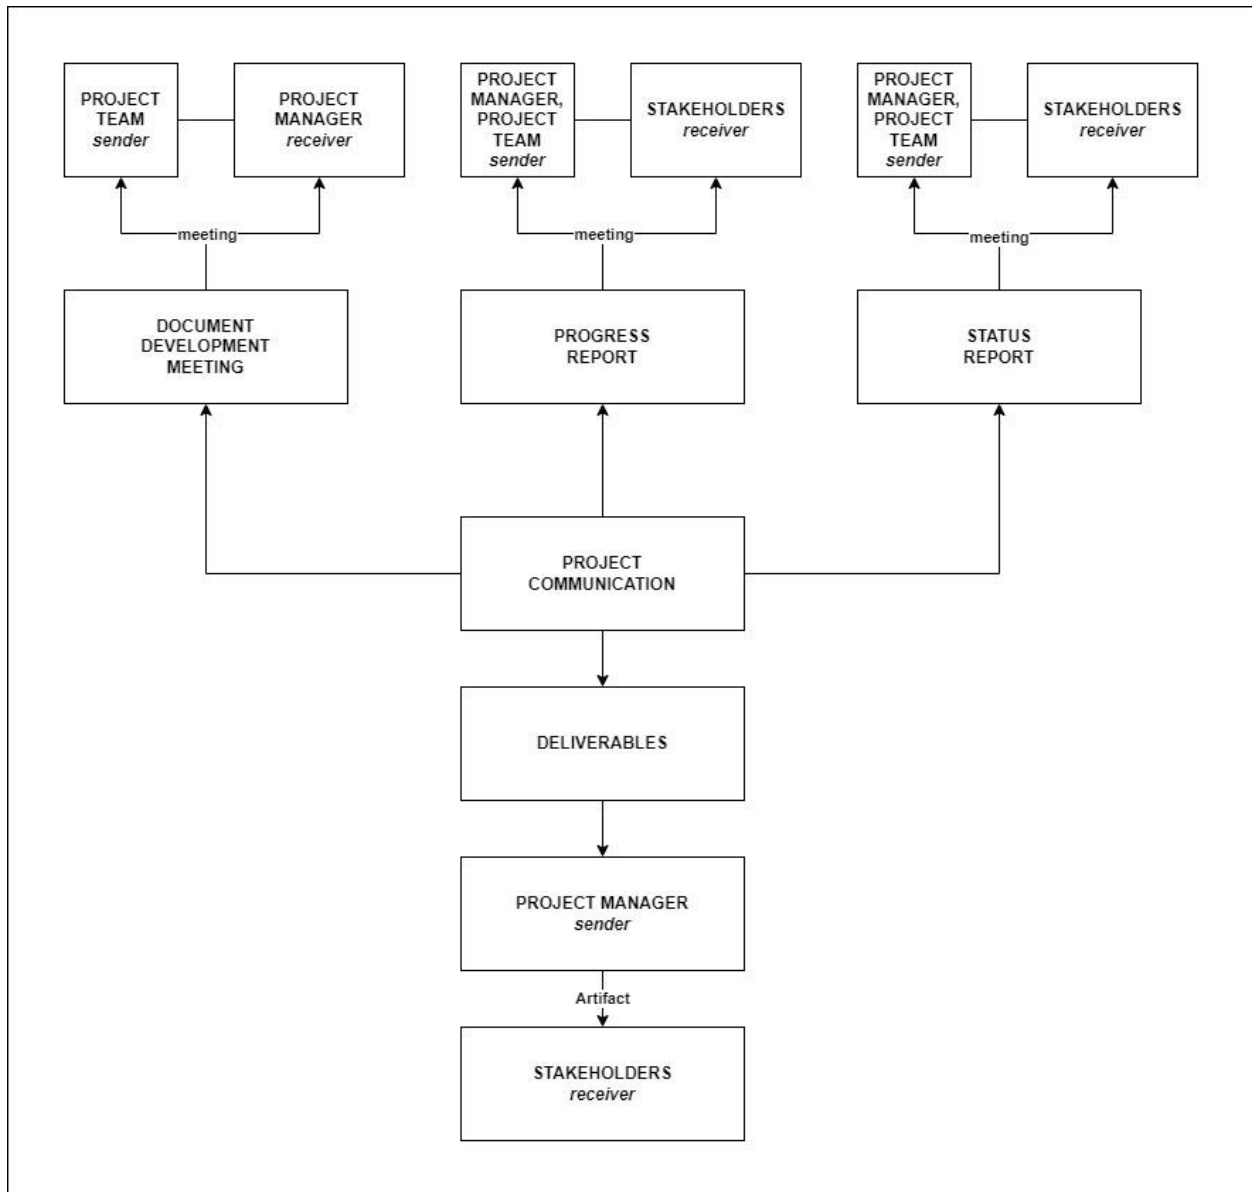 PROJECT
TEAM
sender
PROJECT
MANAGER
receiver
PROJECT
MANAGER,
PROJECT
TEAM
sender
STAKEHOLDERS
receiver
PROJECT
MANAGER,
PROJECT
TEAM
sender
STAKEHOLDERS
receiver
meeting
meeting
meeting
DOCUMENT
DEVELOPMENT
MEETING
PROGRESS
REPORT
STATUS
REPORT
PROJECT
COMMUNICATION
DELIVERABLES
PROJECT MANAGER
sender
Artifact
STAKEHOLDERS
receiver